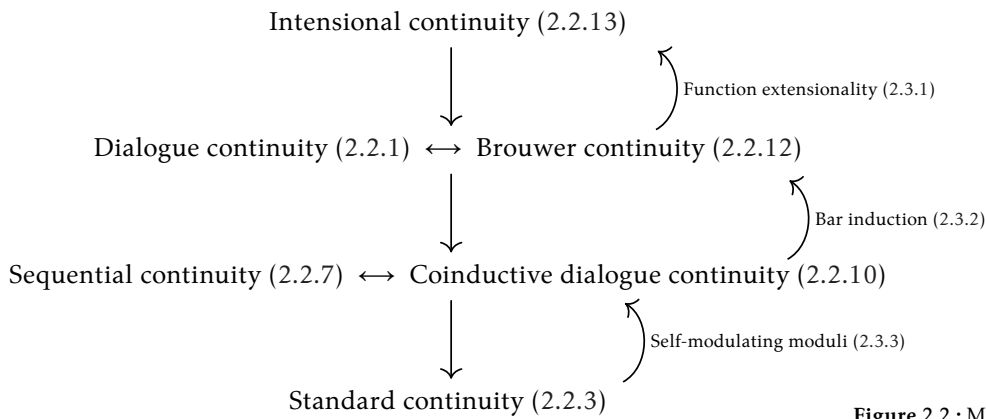 Intensional continuity (2.2.13)
Function extensionality (2.3.1)
Dialogue continuity (2.2.1) ↔ Brouwer continuity (2.2.12)
Bar induction (2.3.2)
Sequential continuity (2.2.7) ↔ Coinductive dialogue continuity (2.2.10)
Self-modulating moduli (2.3.3)
Standard continuity (2.2.3)
Figure 2.2 : M